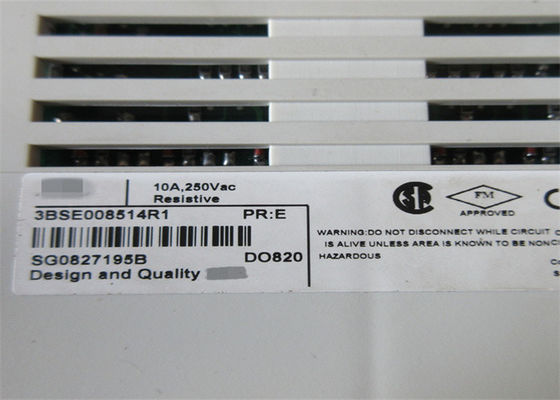 10A,250Vac
Resistive
3BSE008514R1 PR:E
SG0827195B DO820
Design and Quality
FM
APPROVED
WARNING:DO NOT DISCONNECT WHILE CIRCUIT
IS ALIVE UNLESS AREA IS KNOWN TO BE NON
HAZARDOUS